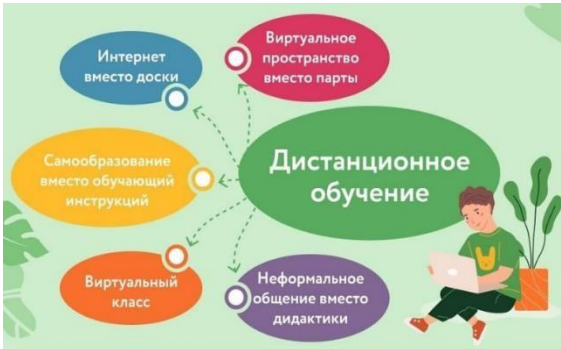 Интернет
вместо доски
Виртуальное
пространство
вместо парты
Самообразование
вместо обучающий
инструкций
Дистанционное
обучение
Виртуальный
класс
Неформальное
общение вместо
дидактики